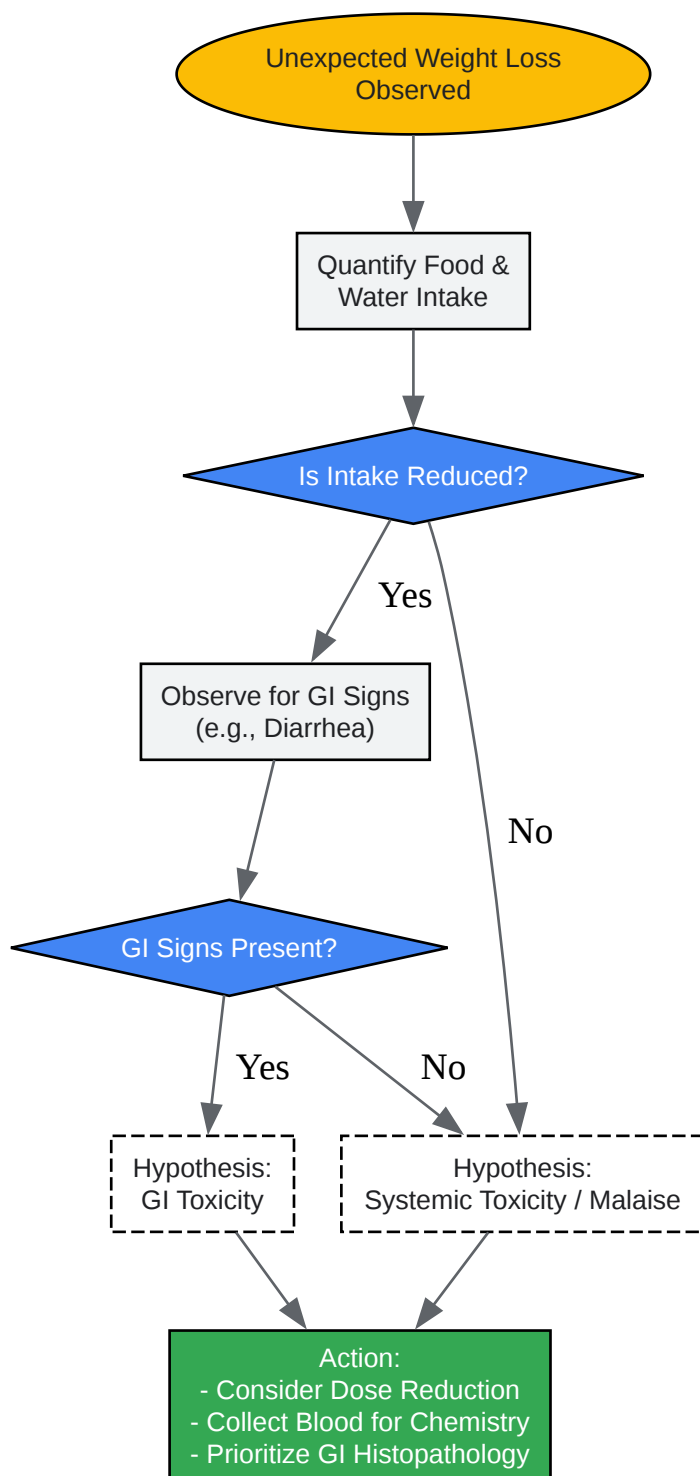 Unexpected Weight Loss
Observed
Quantify Food &
Water Intake
Is Intake Reduced?
Yes
Observe for GI Signs
(e.g., Diarrhea)
No
GI Signs Present?
Yes
No
Hypothesis:
GI Toxicity
Hypothesis:
Systemic Toxicity / Malaise
Action:
- Consider Dose Reduction
- Collect Blood for Chemistry
- Prioritize GI Histopathology